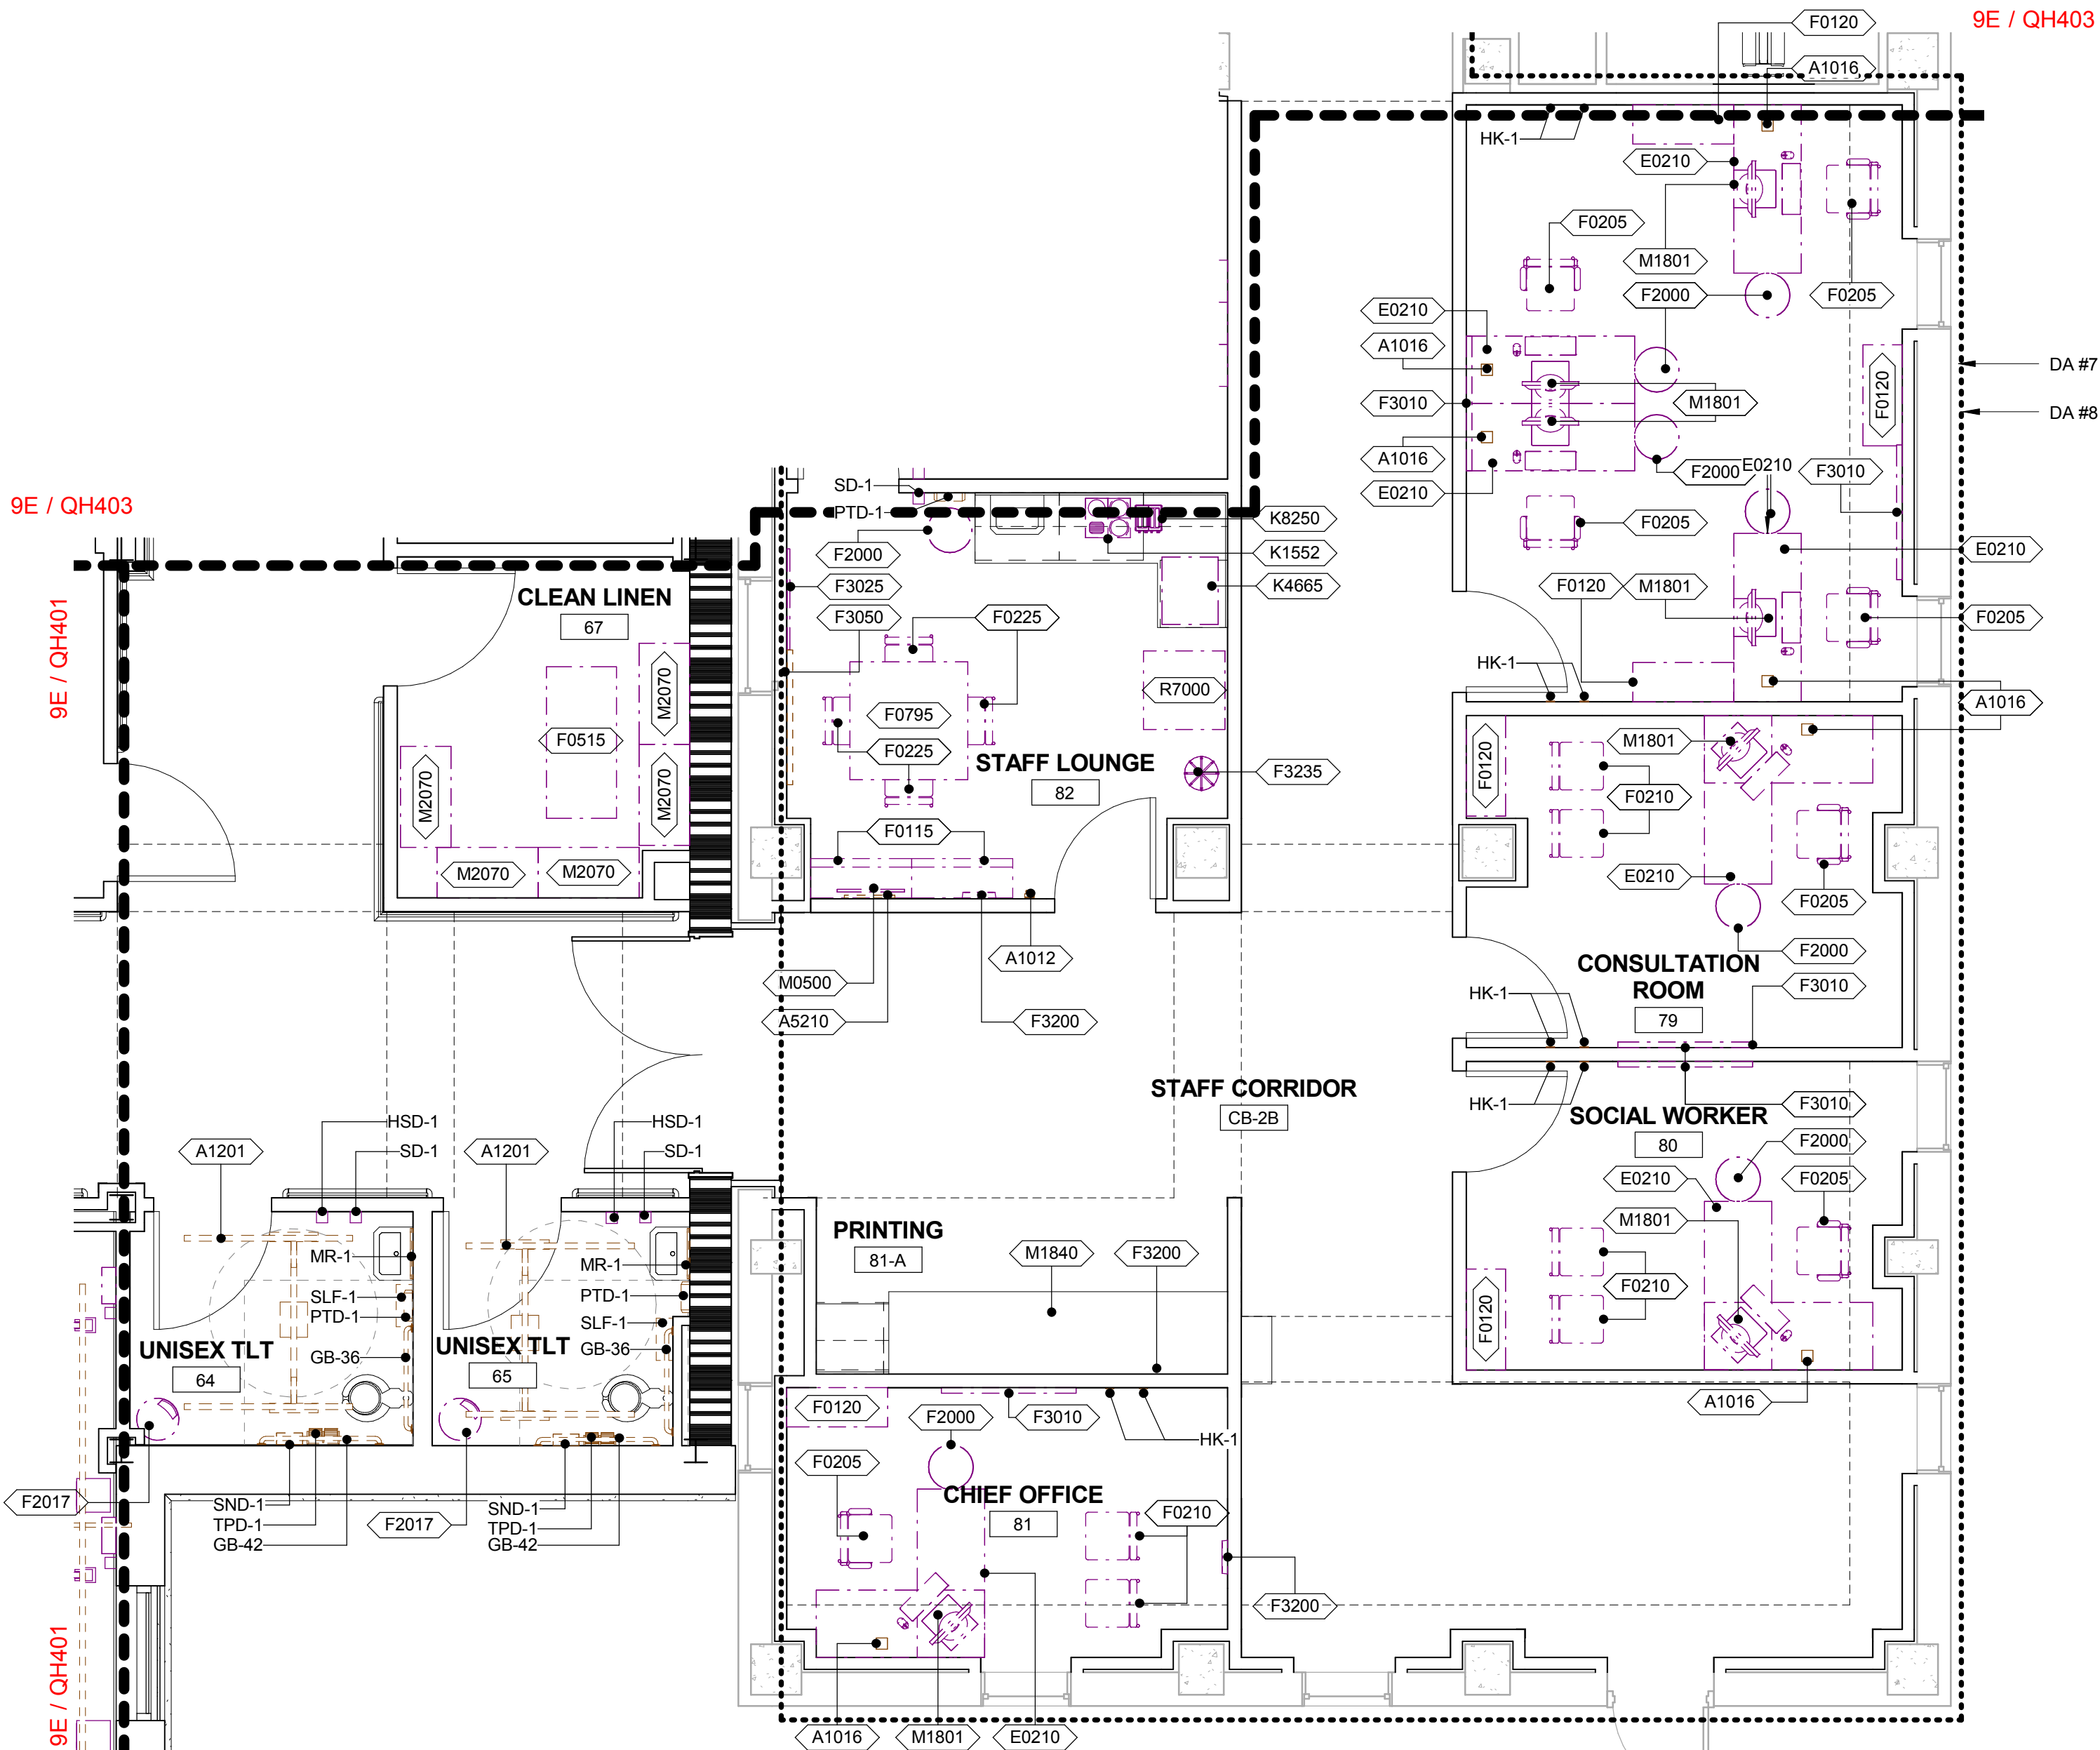 F0120
9E / QH403
A1016
HK-1
E0210
F0205
M1801
F2000
F0205
E0210
A1016
DA #7
F0120
F3010
M1801
DA #8
A1016
F2000
E0210
F3010
SD-1
E0210
9E / QH403
PTD-1
K8250
F0205
F2000
K1552
E0210
F3025
K4665
F0120
M1801
CLEAN LINEN
67
F3050
F0225
F0205
9E / QH401
HK-1
M2070
R7000
A1016
F0795
F0515
F0225
M1801
STAFF LOUNGE
82
F3235
F0120
M2070
M2070
F0210
F0115
M2070
M2070
E0210
F0205
A1012
F2000
CONSULTATION
ROOM
79
M0500
F3010
HK-1
A5210
F3200
STAFF CORRIDOR
CB-2B
HK-1
F3010
SOCIAL WORKER
80
HSD-1
HSD-1
F2000
A1201
SD-1
A1201
SD-1
E0210
F0205
PRINTING
81-A
M1801
MR-1
MR-1
M1840
F3200
SLF-1
PTD-1
PTD-1
F0210
SLF-1
F0120
UNISEX TLT
64
GB-36
UNISEX TLT
65
GB-36
A1016
F0120
F2000
F3010
HK-1
F0205
CHIEF OFFICE
81
F2017
SND-1
TPD-1
GB-42
F2017
SND-1
TPD-1
GB-42
F0210
F3200
9E / QH401
A1016
M1801
E0210